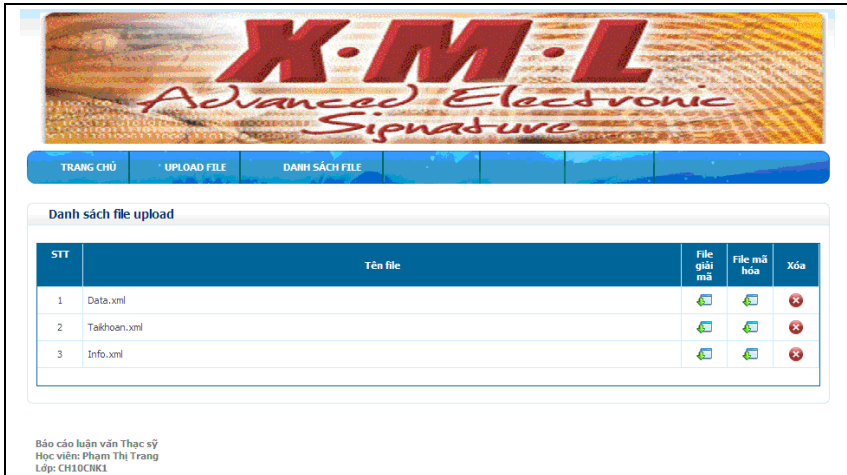 X·M·L
Advanced Electronic
Signature
TRANG CHỦ UPLOAD FILE DANH SÁCH FILE
Danh sách file upload
STT Tên file File giải mã File mã hóa Xóa
1 Data.xml
2 Taikhoan.xml
3 Info.xml
Báo cáo luận văn Thạc sỹ
Học viên: Phạm Thị Trang
Lớp: CH10CNK1